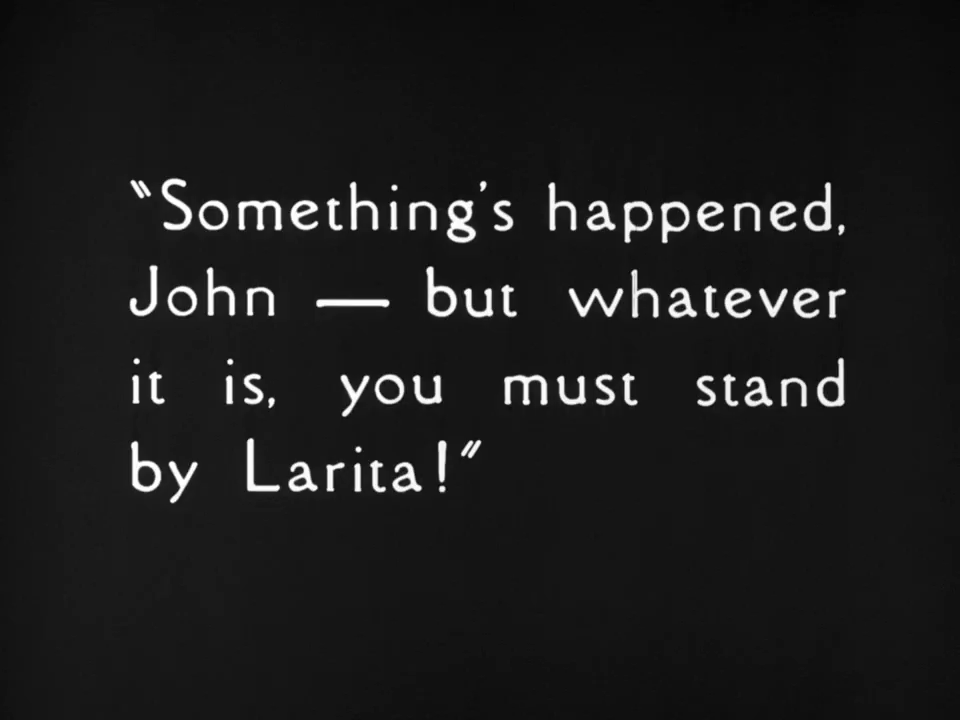 "Something's happened,
John — but whatever
it is, you must stand
by Larita!"